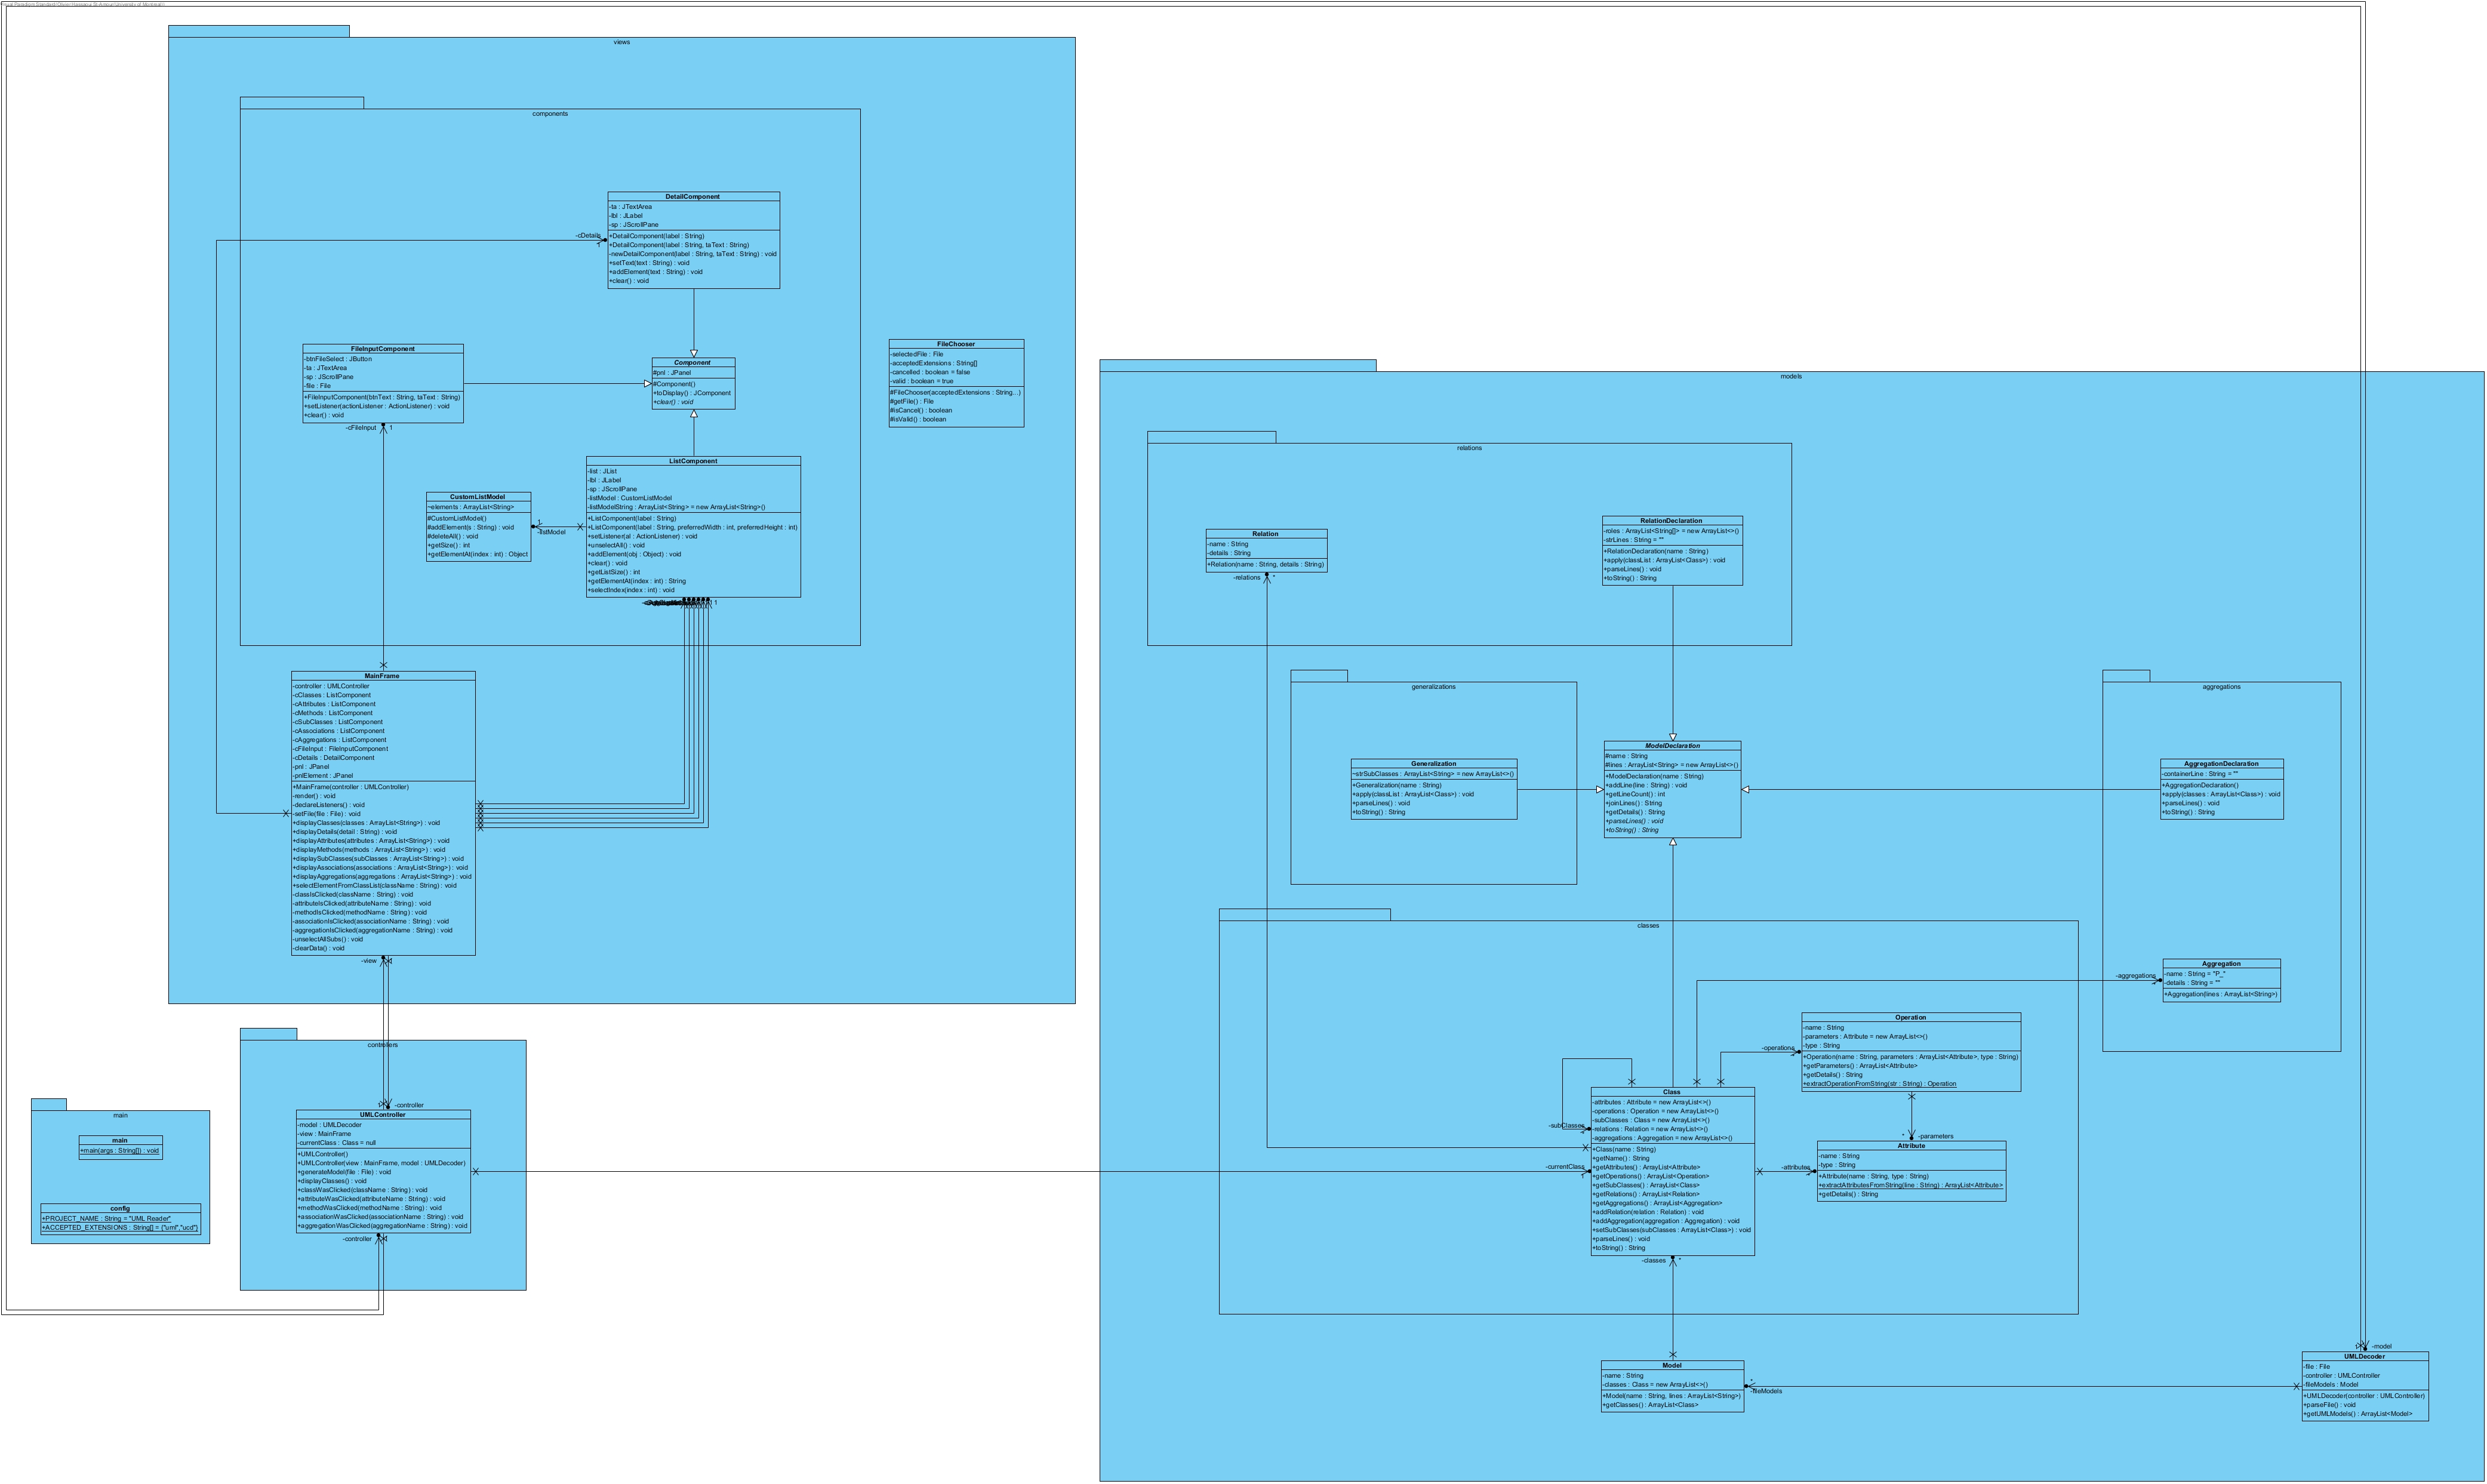 Visual Paradigm Standard(Olivier Hasseur St-Amour(University of Montreal))
views
components
DetailComponent
-ta : JTextArea
-lbl : JLabel
-sp : JScrollPane
+DetailComponent(label : String)
+DetailComponent(label : String, taText : String)
-newDetailComponent(label : String, taText : String) : void
+setText(text : String) : void
+addElement(text : String) : void
+clear() : void
-cDetails
1
FileInputComponent
-btnFileSelect : JButton
-ta : JTextArea
-sp : JScrollPane
-file : File
+FileInputComponent(btnText : String, taText : String)
+setListener(actionListener : ActionListener) : void
+clear() : void
-cFileInput
1
Component
#pnl : JPanel
#Component()
+toDisplay() : JComponent
+clear() : void
FileChooser
-selectedFile : File
-acceptedExtensions : String[]
-cancelled : boolean = false
-valid : boolean = true
#FileChooser(acceptedExtensions : String...)
#getFile() : File
#isCancel() : boolean
#isValid() : boolean
ListComponent
-list : JList
-lbl : JLabel
-sp : JScrollPane
-listModel : CustomListModel
-listModelString : ArrayList<String> = new ArrayList<String>()
+ListComponent(label : String)
+ListComponent(label : String, preferredWidth : int, preferredHeight : int)
+setListener(al : ActionListener) : void
+unselectAll() : void
+addElement(obj : Object) : void
+clear() : void
+getListSize() : int
+getElementAt(index : int) : String
+selectIndex(index : int) : void
1
CustomListModel
~elements : ArrayList<String>
#CustomListModel()
#addElement(s : String) : void
#deleteAll() : void
+getSize() : int
+getElementAt(index : int) : Object
1
-listModel
MainFrame
-controller : UMLController
-cClasses : ListComponent
-cAttributes : ListComponent
-cMethods : ListComponent
-cSubClasses : ListComponent
-cAssociations : ListComponent
-cAggregations : ListComponent
-cFileInput : FileInputComponent
-cDetails : DetailComponent
-pnl : JPanel
-pnlElement : JPanel
+MainFrame(controller : UMLController)
-render() : void
-declareListeners() : void
-setFile(file : File) : void
+displayClasses(classes : ArrayList<String>) : void
+displayDetails(detail : String) : void
+displayAttributes(attributes : ArrayList<String>) : void
+displayMethods(methods : ArrayList<String>) : void
+displaySubClasses(subClasses : ArrayList<String>) : void
+displayAssociations(associations : ArrayList<String>) : void
+displayAggregations(aggregations : ArrayList<String>) : void
+selectElementFromClassList(className : String) : void
-classIsClicked(className : String) : void
-attributeIsClicked(attributeName : String) : void
-methodIsClicked(methodName : String) : void
-associationIsClicked(associationName : String) : void
-aggregationIsClicked(aggregationName : String) : void
-unselectAllSubs() : void
-clearData() : void
-view
controllers
-controller
UMLController
-model : UMLDecoder
-view : MainFrame
-currentClass : Class = null
+UMLController()
+UMLController(view : MainFrame, model : UMLDecoder)
+generateModel(file : File) : void
+displayClasses() : void
+classWasClicked(className : String) : void
+attributeWasClicked(attributeName : String) : void
+methodWasClicked(methodName : String) : void
+associationWasClicked(associationName : String) : void
+aggregationWasClicked(aggregationName : String) : void
-controller
main
main
+main(args : String[]) : void
config
+PROJECT_NAME : String = "UML Reader"
+ACCEPTED_EXTENSIONS : String[] = {"uml","ucd"}
models
relations
Relation
-name : String
-details : String
+Relation(name : String, details : String)
-relations
*
RelationDeclaration
-roles : ArrayList<String[]> = new ArrayList<>()
-strLines : String = ""
+RelationDeclaration(name : String)
+apply(classList : ArrayList<Class>) : void
+parseLines() : void
+toString() : String
generalizations
Generalization
~strSubClasses : ArrayList<String> = new ArrayList<>()
+Generalization(name : String)
+apply(classList : ArrayList<Class>) : void
+parseLines() : void
+toString() : String
ModelDeclaration
#name : String
#lines : ArrayList<String> = new ArrayList<>()
+ModelDeclaration(name : String)
+addLine(line : String) : void
+getLineCount() : int
+joinLines() : String
+getDetails() : String
+parseLines() : void
+toString() : String
aggregations
AggregationDeclaration
-containerLine : String = ""
+AggregationDeclaration()
+apply(classes : ArrayList<Class>) : void
+parseLines() : void
+toString() : String
-aggregations
Aggregation
-name : String = "P_"
-details : String = ""
+Aggregation(lines : ArrayList<String>)
classes
-operations
Operation
-name : String
-parameters : Attribute = new ArrayList<>()
-type : String
+Operation(name : String, parameters : ArrayList<Attribute>, type : String)
+getParameters() : ArrayList<Attribute>
+getDetails() : String
+extractOperationFromString(str : String) : Operation
*
-parameters
Attribute
-name : String
-type : String
+Attribute(name : String, type : String)
+extractAttributesFromString(line : String) : ArrayList<Attribute>
+getDetails() : String
-attributes
-subClasses
-currentClass
1
Class
-attributes : Attribute = new ArrayList<>()
-operations : Operation = new ArrayList<>()
-subClasses : Class = new ArrayList<>()
-relations : Relation = new ArrayList<>()
-aggregations : Aggregation = new ArrayList<>()
+Class(name : String)
+getName() : String
+getAttributes() : ArrayList<Attribute>
+getOperations() : ArrayList<Operation>
+getSubClasses() : ArrayList<Class>
+getRelations() : ArrayList<Relation>
+getAggregations() : ArrayList<Aggregation>
+addRelation(relation : Relation) : void
+addAggregation(aggregation : Aggregation) : void
+setSubClasses(subClasses : ArrayList<Class>) : void
+parseLines() : void
+toString() : String
-classes
*
Model
-name : String
-classes : Class = new ArrayList<>()
+Model(name : String, lines : ArrayList<String>)
+getClasses() : ArrayList<Class>
*
-fileModels
-model
UMLDecoder
-file : File
-controller : UMLController
-fileModels : Model
+UMLDecoder(controller : UMLController)
+parseFile() : void
+getUMLModels() : ArrayList<Model>